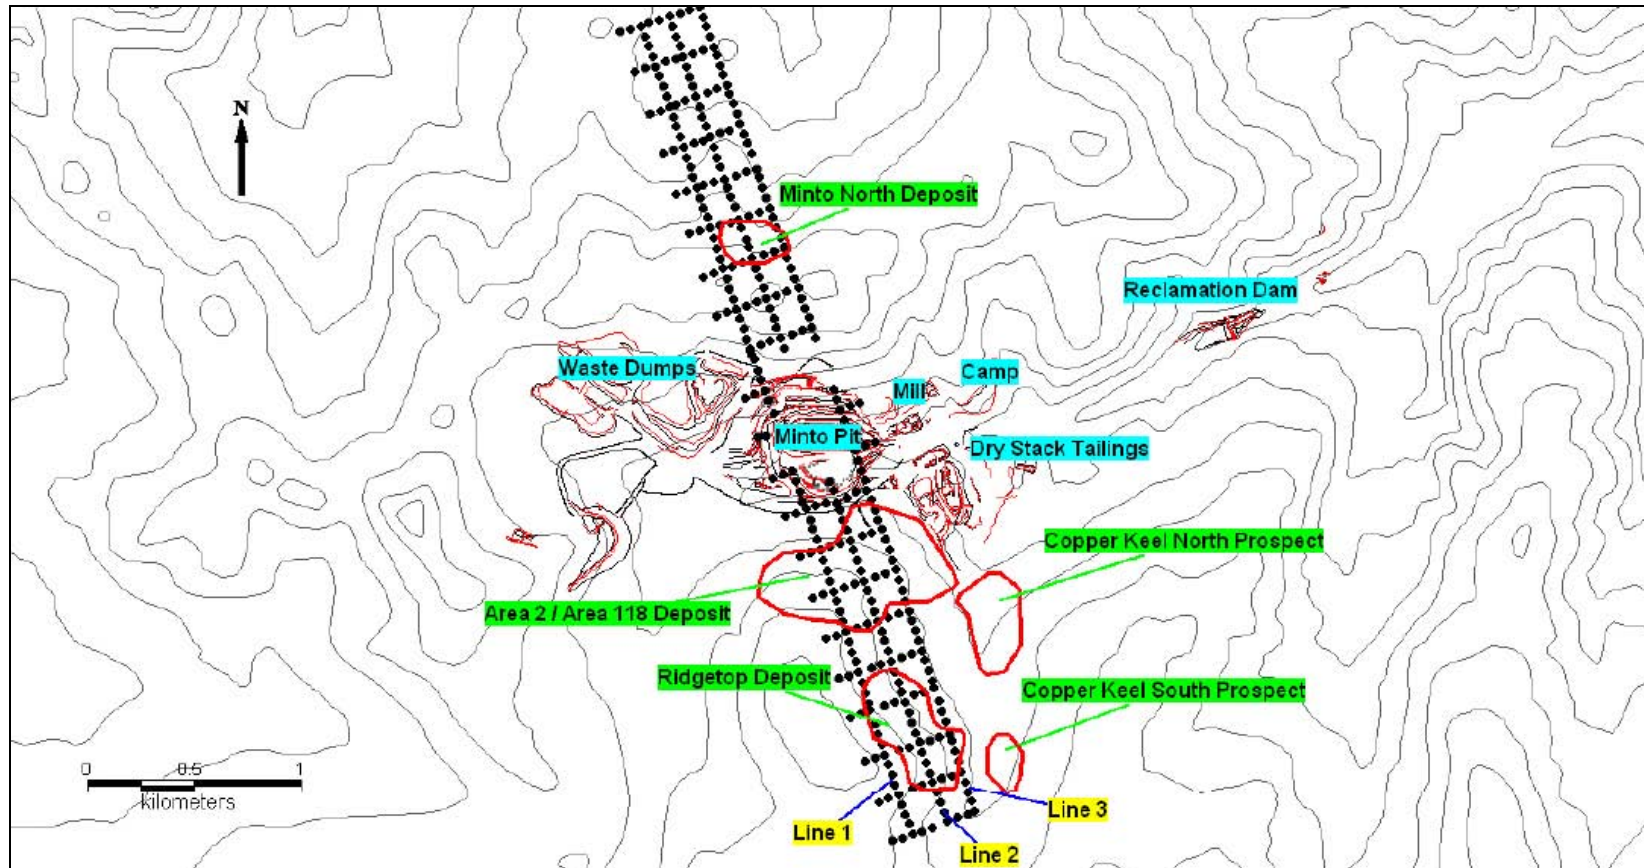 N
Minto North Deposit
Reclamation Dam
Waste Dumps
Camp
Mill
Minto Pit
Dry Stack Tailings
Copper Keel North Prospect
Area 2 / Area 118 Deposit
Ridgetop Deposit
Copper Keel South Prospect
0 0.5 1
kilometers
Line 3
Line 1
Line 2